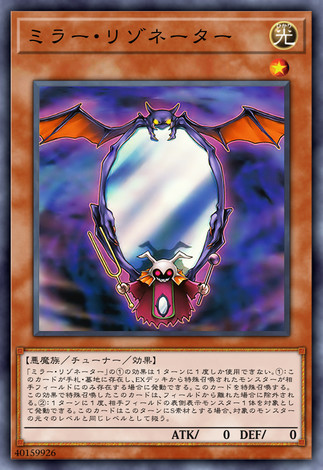 ミラー・リゾネーター
光
【悪魔族／チューナー／効果】
「ミラー・リゾネーター」の①の効果は１ターンに１度しか使用できない。①：こ
のカードが手札・墓地に存在し、EXデッキから特殊召喚されたモンスターが相
手フィールドにのみ存在する場合に発動できる。このカードを特殊召喚する。
この効果で特殊召喚したこのカードは、フィールドから離れた場合に除外され
る。②：１ターンに１度、相手フィールドの表側表示モンスター１体を対象とし
て発動できる。このカードはこのターンにS素材とする場合、対象のモンスター
の元々のレベルと同じレベルとして扱う。
ATK/ 0 DEF/ 0
40159926